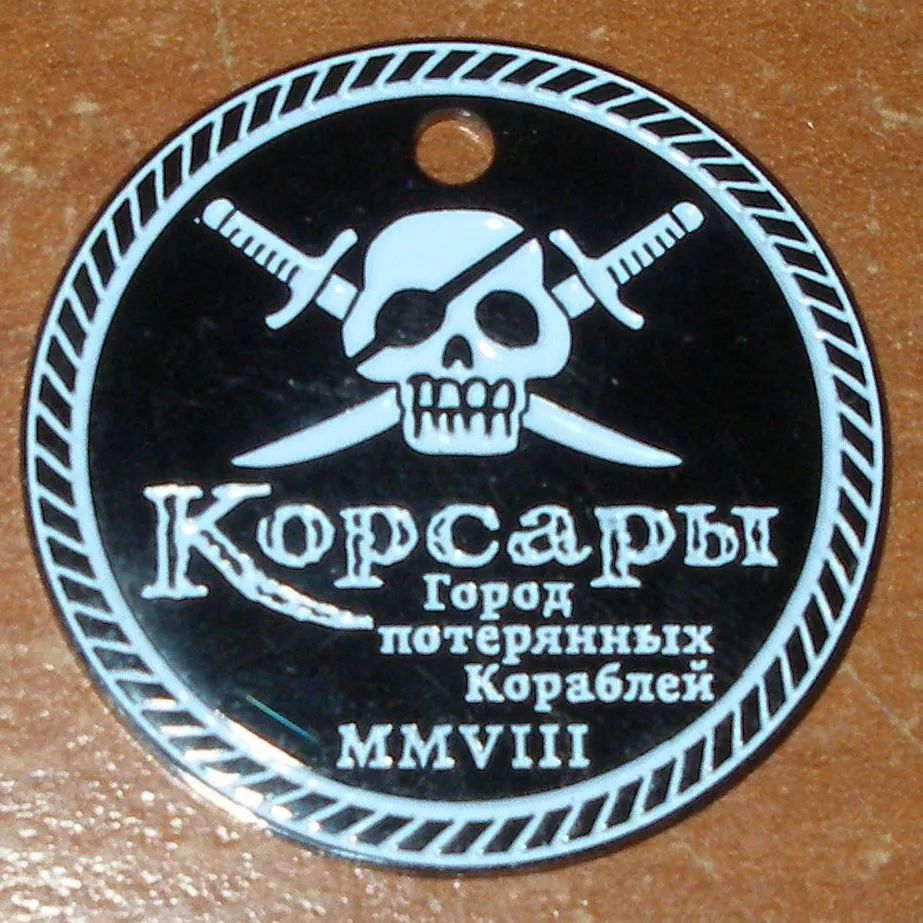 Корсары
Город
потерянных
Кораблей
MMVIII